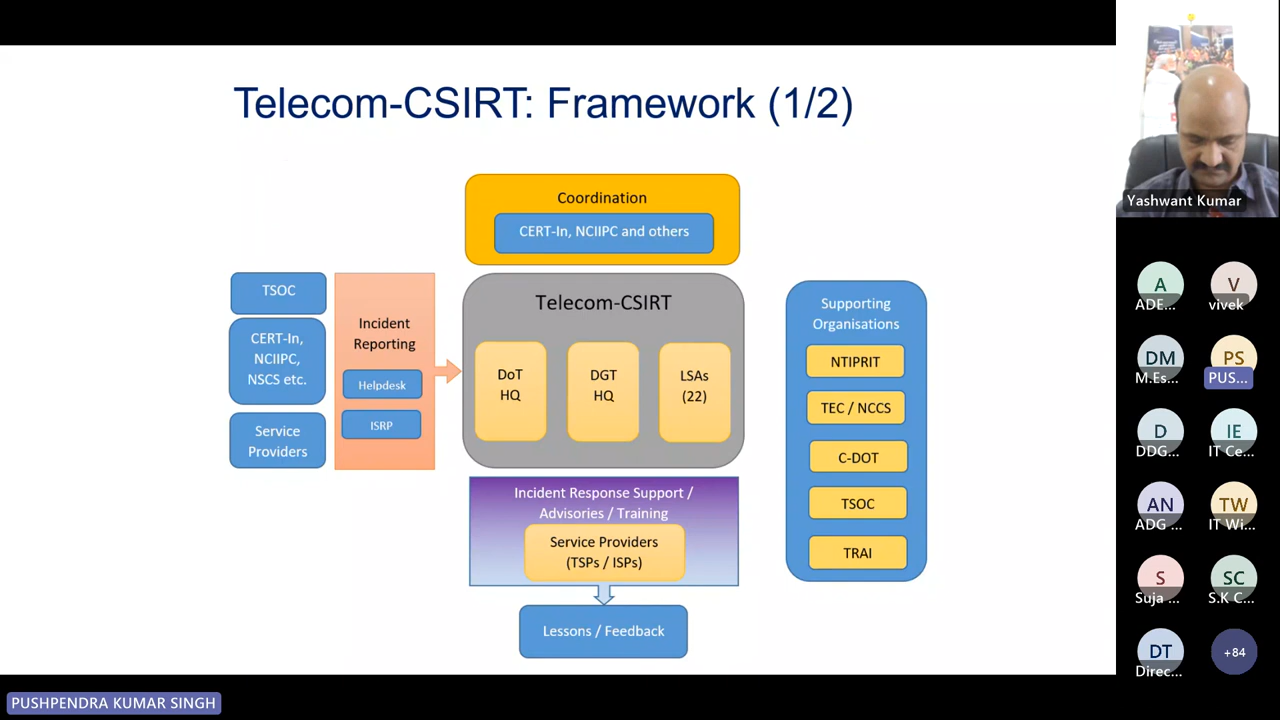 Telecom-CSIRT: Framework (1/2)
Coordination
CERT-In, NCIIPC and others
TSOC
CERT-In,
NCIIPC,
NSCS etc.
Service
Providers
Incident
Reporting
Helpdesk
ISRP
Telecom-CSIRT
DoT
HQ
DGT
HQ
LSAs
(22)
Incident Response Support /
Advisories / Training
Service Providers
(TSPs / ISPs)
Lessons / Feedback
Supporting
Organisations
NTIPRIT
TEC / NCCS
C-DOT
TSOC
TRAI
Yashwant Kumar
A
ADE...
V
vivek
DM
M.Es...
PS
PUS...
D
DDG...
IE
IT Ce...
AN
ADG ...
TW
IT Wi...
S
Suja ...
SC
S.K C...
DT
Direc...
+84
PUSHPENDRA KUMAR SINGH